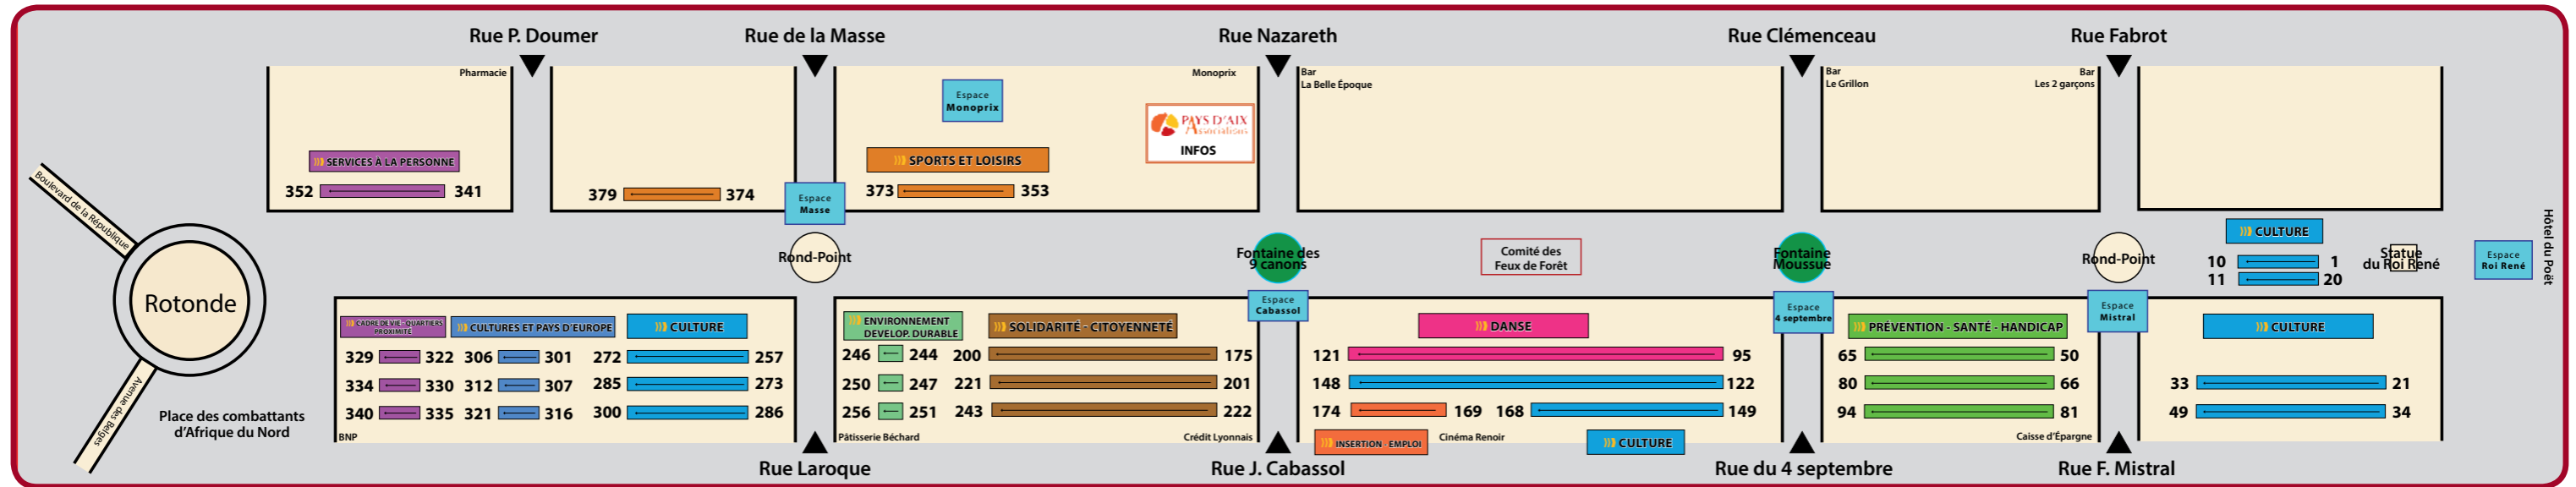 Rue P. Doumer
Rue de la Masse
Rue Nazareth
Rue Clémenceau
Rue Fabrot
Pharmacie
Monoprix
Bar
La Belle Époque
Bar
Le Grillon
Bar
Les 2 garçons
Espace
Monoprix
PAYS D'AIX
Associations
INFOS
SERVICES À LA PERSONNE
SPORTS ET LOISIRS
352 341
379 374
373 353
Espace
Masse
Boulevard de la République
Rotonde
Avenue des Belges
Place des combattants
d'Afrique du Nord
Rond-Point
Fontaine des
9 canons
Comité des
Feux de Forêt
Fontaine
Moussue
Rond-Point
CULTURE
10 1
11 20
Statue
du Roi René
Espace
Roi René
Hôtel du Poët
Espace
Cabassol
Espace
4 septembre
Espace
Mistral
CADRE DE VIE - QUARTIERS
PROXIMITÉ
CULTURES ET PAYS D'EUROPE
CULTURE
329 322 306 301 272 257
334 330 312 307 285 273
340 335 321 316 300 286
BNP
ENVIRONNEMENT
DEVELOP. DURABLE
SOLIDARITÉ - CITOYENNETÉ
246 244 200 175
250 247 221 201
256 251 243 222
Pâtisserie Béchard
Crédit Lyonnais
DANSE
121 95
148 122
174 169 168 149
INSERTION - EMPLOI
Cinéma Renoir
CULTURE
PRÉVENTION - SANTÉ - HANDICAP
65 50
80 66
94 81
Caisse d'Épargne
CULTURE
33 21
49 34
Rue Laroque
Rue J. Cabassol
Rue du 4 septembre
Rue F. Mistral